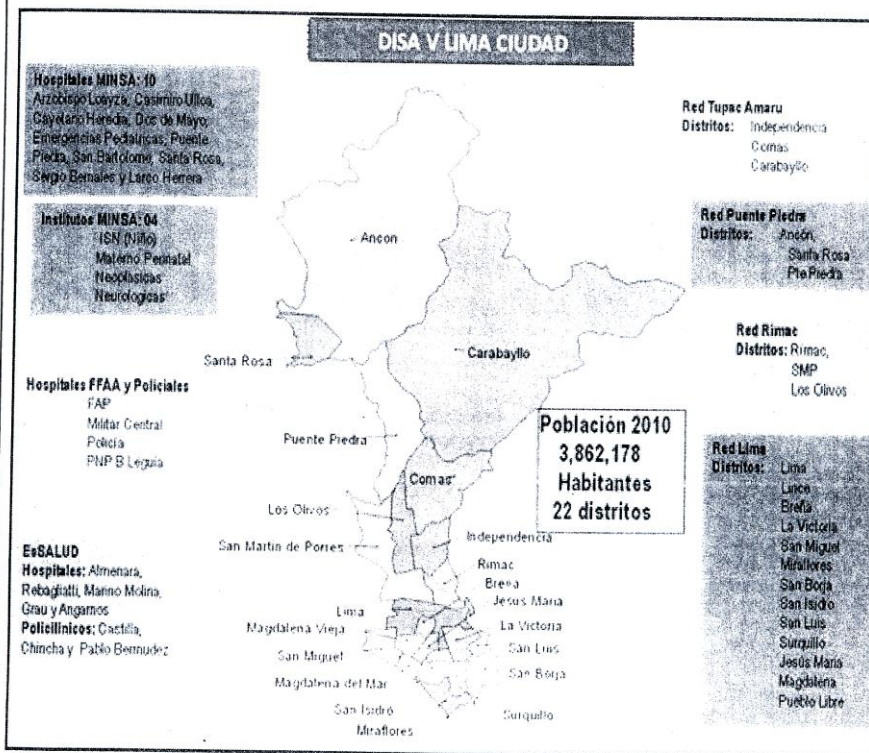 DISA V LIMA CIUDAD
Hospitales MINSA: 10
Arzobispo Loayza, Casimiro Ulloa,
Cayetano Heredia, Dos de Mayo,
Emergencias Pediatricas, Puente
Piedra, San Bartolome, Santa Rosa,
Sergio Bernales y Larco Herrera
Institutos MINSA: 04
ISN (Niño)
Materno Perinatal
Neoplasicas
Neurologicas
Hospitales FFAA y Policiales
FAP
Militar Central
Policía
PNP B Leguia
EsSALUD
Hospitales: Almenara,
Rebagliatti, Marino Molina,
Grau y Angamos
Policilinicos: Castilla,
Chincha y Pablo Bermudez
Ancon
Carabayllo
Santa Rosa
Puente Piedra
Comas
Los Olivos
San Martin de Porres
Independencia
Rimac
Breña
Jesus Maria
Lima
La Victoria
Magdalena Vieja
San Luis
San Miguel
San Borja
Magdalena del Mar
San Isidro
Surquillo
Miraflores
Población 2010
3,862,178
Habitantes
22 distritos
Red Tupac Amaru
Distritos: Independencia
Comas
Carabayllo
Red Puente Piedra
Distritos: Ancón,
Santa Rosa
Pte Piedra
Red Rimac
Distritos: Rimac,
SMP
Los Olivos
Red Lima
Distritos: Lima
Lince
Breña
La Victoria
San Miguel
Miraflores
San Borja
San Isidro
San Luis
Surquillo
Jesús Maria
Magdalena
Pueblo Libre